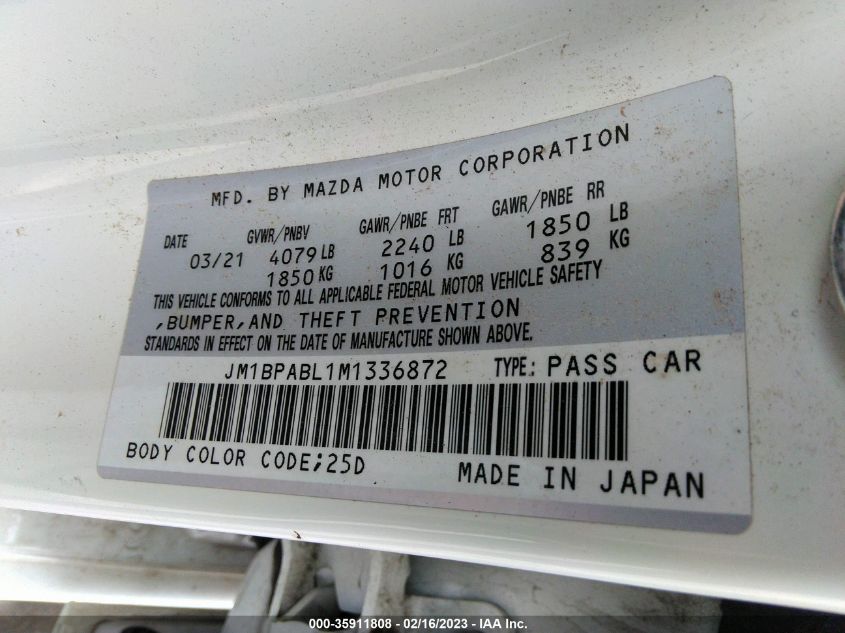 MFD. BY MAZDA MOTOR CORPORATION
DATE GVWR/PNBV GAWR/PNBE FRT GAWR/PNBE RR
03/21 4079 LB 2240 LB 1850 LB
1850 KG 1016 KG 839 KG
THIS VEHICLE CONFORMS TO ALL APPLICABLE FEDERAL MOTOR VEHICLE SAFETY
,BUMPER,AND THEFT PREVENTION
STANDARDS IN EFFECT ON THE DATE OF MANUFACTURE SHOWN ABOVE.
JM1BPABL1M1336872 TYPE: PASS CAR
BODY COLOR CODE;25D MADE IN JAPAN
000-35911808 - 02/16/2023 - IAA Inc.